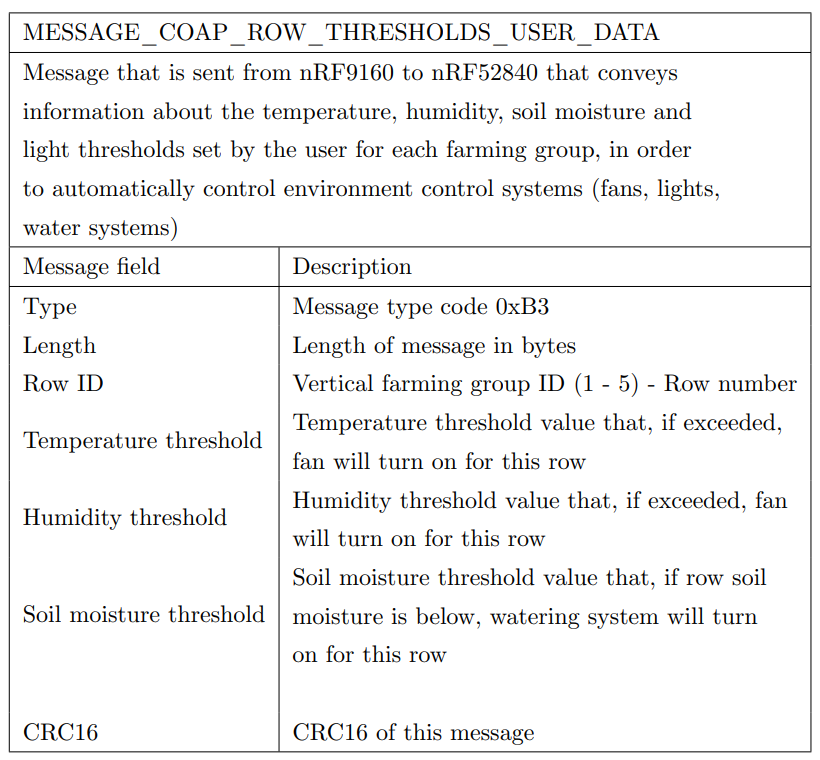 MESSAGE_COAP_ROW_THRESHOLDS_USER_DATA
Message that is sent from nRF9160 to nRF52840 that conveys
information about the temperature, humidity, soil moisture and
light thresholds set by the user for each farming group, in order
to automatically control environment control systems (fans, lights,
water systems)
Message field Description
Type Message type code 0xB3
Length Length of message in bytes
Row ID Vertical farming group ID (1 - 5) - Row number
Temperature threshold
Temperature threshold value that, if exceeded,
fan will turn on for this row
Humidity threshold
Humidity threshold value that, if exceeded, fan
will turn on for this row
Soil moisture threshold
Soil moisture threshold value that, if row soil
moisture is below, watering system will turn
on for this row
CRC16 CRC16 of this message